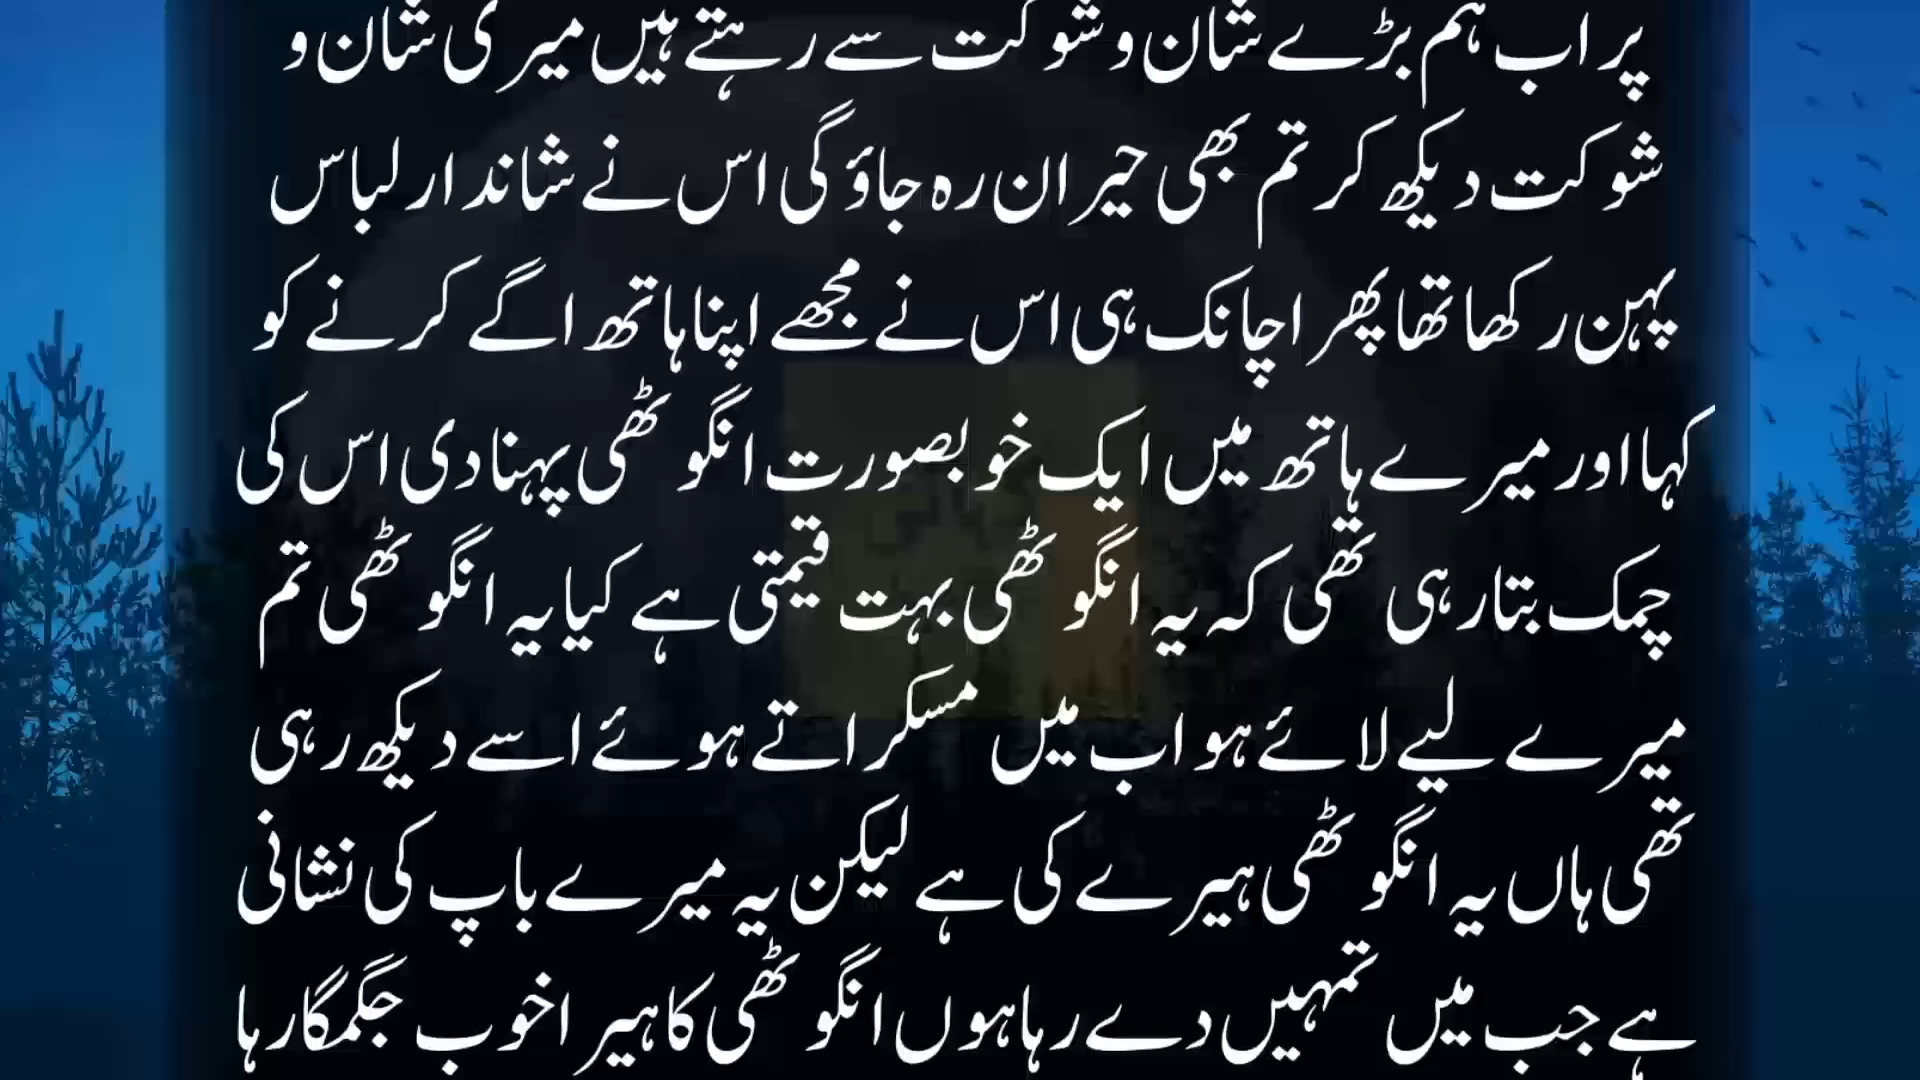 پر اب ہم بڑے شان و شوکت سے رہتے ہیں میری شان و
شوکت دیکھ کر تم بھی حیران رہ جاؤ گی اس نے شاندار لباس
پہن رکھا تھا پھر اچانک ہی اس نے مجھے اپنا ہاتھ اگے کرنے کو
کہا اور میرے ہاتھ میں ایک خوبصورت انگوٹھی پہنا دی اس کی
چمک بتا رہی تھی کہ یہ انگوٹھی بہت قیمتی ہے کیا یہ انگوٹھی تم
میرے لیے لائے ہو اب میں مسکراتے ہوئے اسے دیکھ رہی
تھی ہاں یہ انگوٹھی ہیرے کی ہے لیکن یہ میرے باپ کی نشانی
ہے جب میں تمہیں دے رہا ہوں انگوٹھی کا ہیرا خوب جگمگا رہا